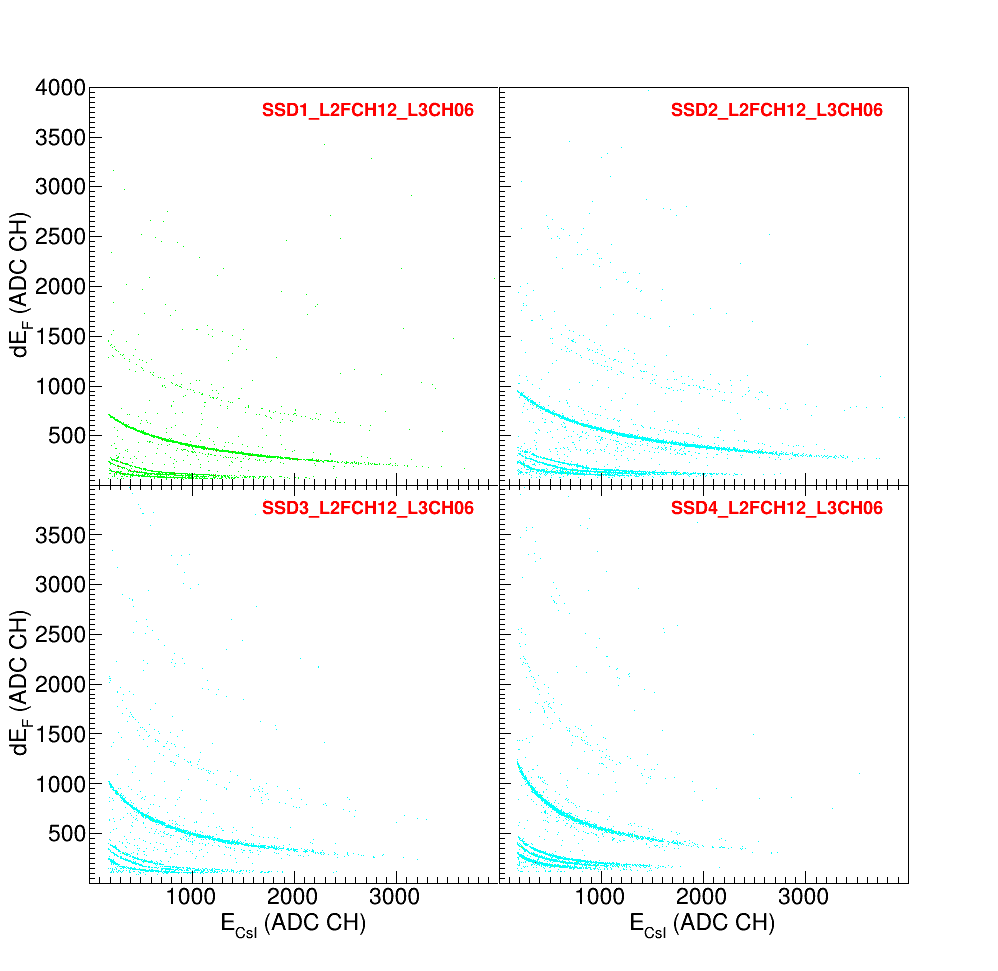 SSD1_L2FCH12_L3CH06
SSD2_L2FCH12_L3CH06
4000
3500
3000
2500
2000
1500
1000
500
dE_F (ADC CH)
SSD3_L2FCH12_L3CH06
SSD4_L2FCH12_L3CH06
3500
3000
2500
2000
1500
1000
500
dE_F (ADC CH)
1000 2000 3000
1000 2000 3000
E_CsI (ADC CH)
E_CsI (ADC CH)